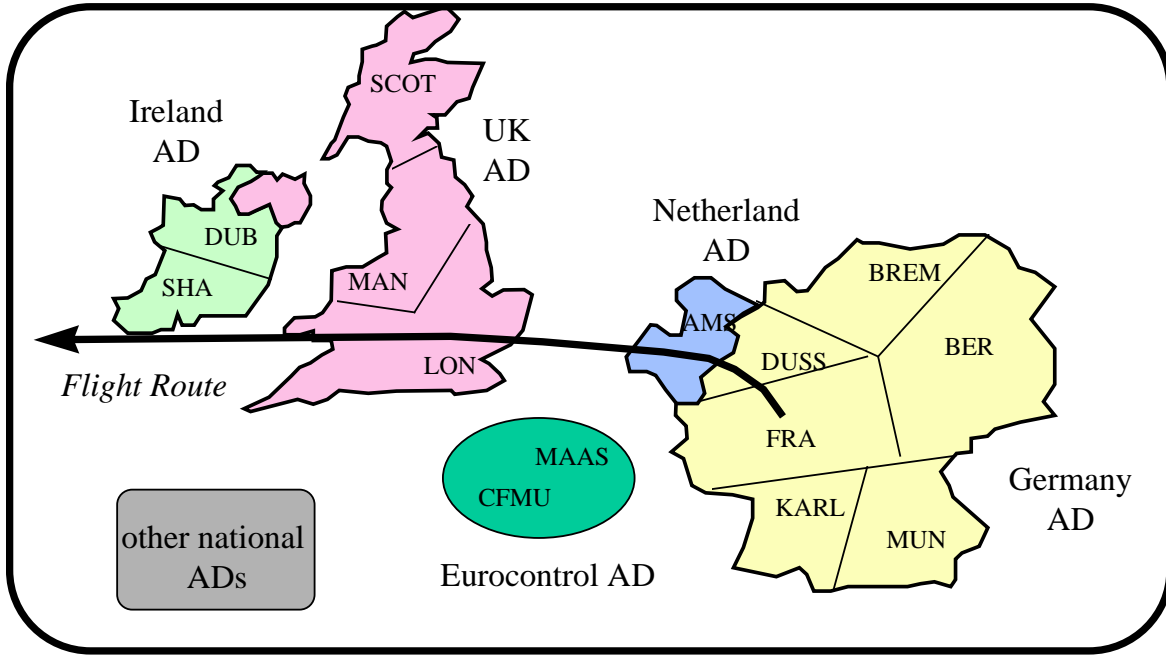 SCOT
Ireland
AD
UK
AD
DUB
SHA
MAN
LON
Netherland
AD
BREM
AMS
DUSS
BER
Flight Route
FRA
MAAS
CFMU
Eurocontrol AD
KARL
MUN
Germany
AD
other national
ADs